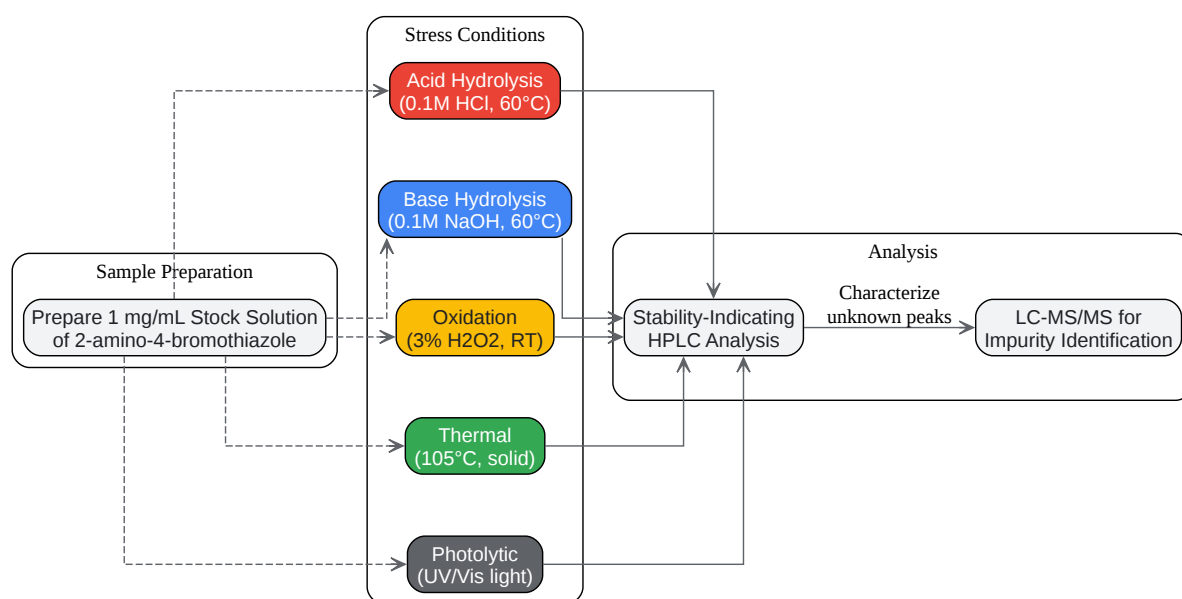 Sample Preparation
Prepare 1 mg/mL Stock Solution
of 2-amino-4-bromothiazole
Stress Conditions
Acid Hydrolysis
(0.1M HCl, 60°C)
Base Hydrolysis
(0.1M NaOH, 60°C)
Oxidation
(3% H2O2, RT)
Thermal
(105°C, solid)
Photolytic
(UV/Vis light)
Analysis
Stability-Indicating
HPLC Analysis
Characterize
unknown peaks
LC-MS/MS for
Impurity Identification